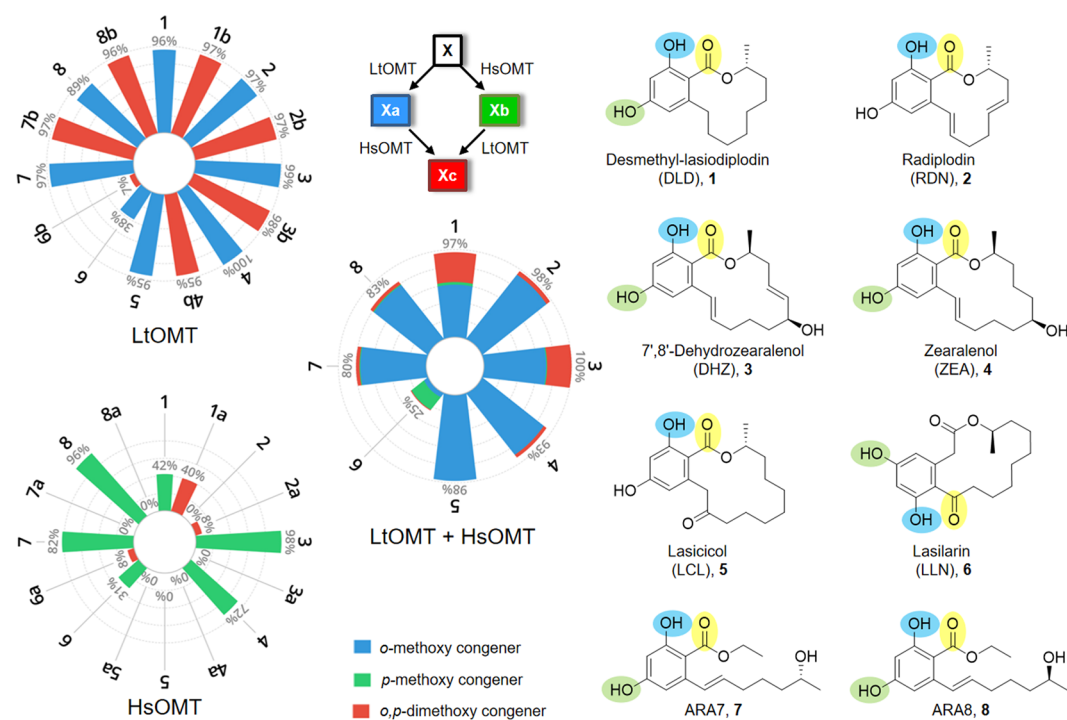 1
96%
1b
97%
2
97%
2b
97%
3
99%
3b
98%
4
100%
4b
95%
5
95%
6
38%
6b
7%
7
97%
7b
97%
8
89%
8b
96%
LtOMT
X
LtOMT HsOMT
Xa Xb
HsOMT LtOMT
Xc
1
42%
1a
40%
2
0%
2a
8%
3
98%
3a
0%
4
72%
4a
0%
5
0%
5a
0%
6
31%
6a
8%
7
82%
7a
0%
8
96%
8a
0%
HsOMT
1
97%
2
98%
3
100%
4
93%
5
98%
6
25%
7
80%
8
83%
LtOMT + HsOMT
o-methoxy congener
p-methoxy congener
o,p-dimethoxy congener
OH O
O
HO
Desmethyl-lasiodiplodin
(DLD), 1
OH O
O
HO
Radiplodin
(RDN), 2
OH O
O
HO
OH
7',8'-Dehydrozearalenol
(DHZ), 3
OH O
O
HO
OH
Zearalenol
(ZEA), 4
OH O
O
HO
O
Lasicicol
(LCL), 5
O
O
HO
OH O
Lasilarin
(LLN), 6
OH O
O
OH
HO
ARA7, 7
OH O
O
OH
HO
ARA8, 8